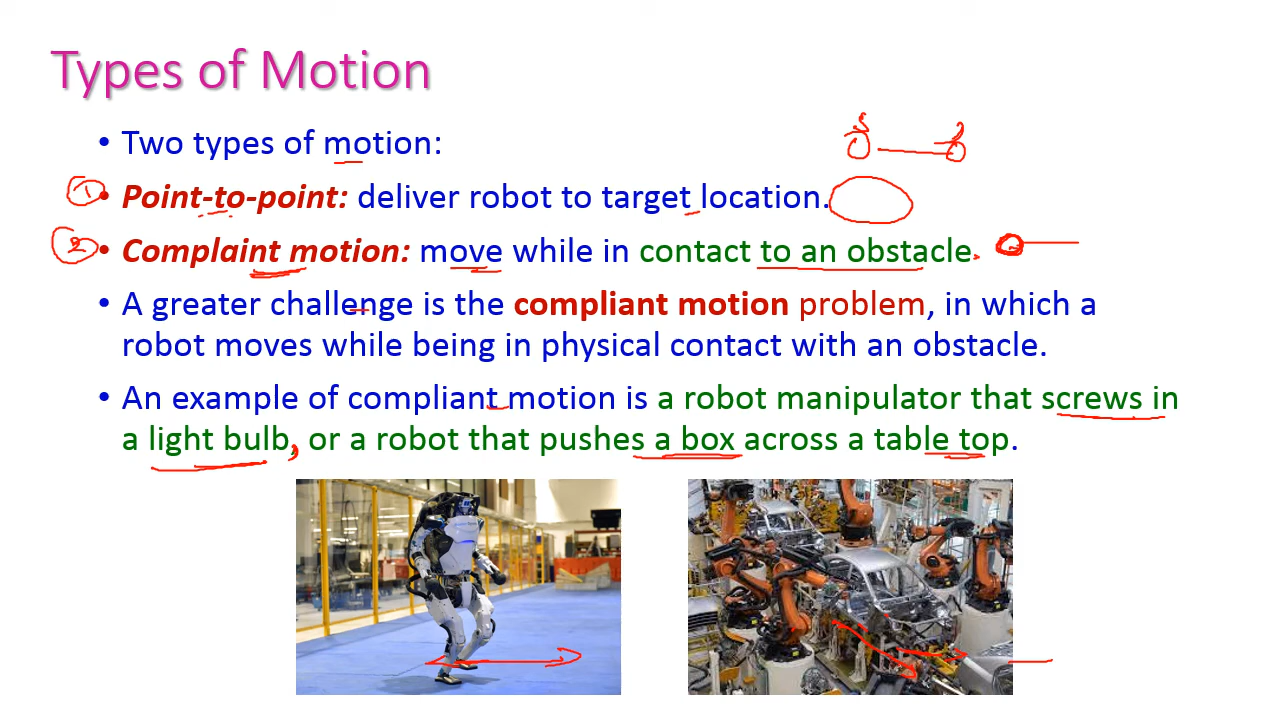 Types of Motion
• Two types of motion:
① • Point-to-point: deliver robot to target location.
② • Complaint motion: move while in contact to an obstacle.
• A greater challenge is the compliant motion problem, in which a
robot moves while being in physical contact with an obstacle.
• An example of compliant motion is a robot manipulator that screws in
a light bulb, or a robot that pushes a box across a table top.